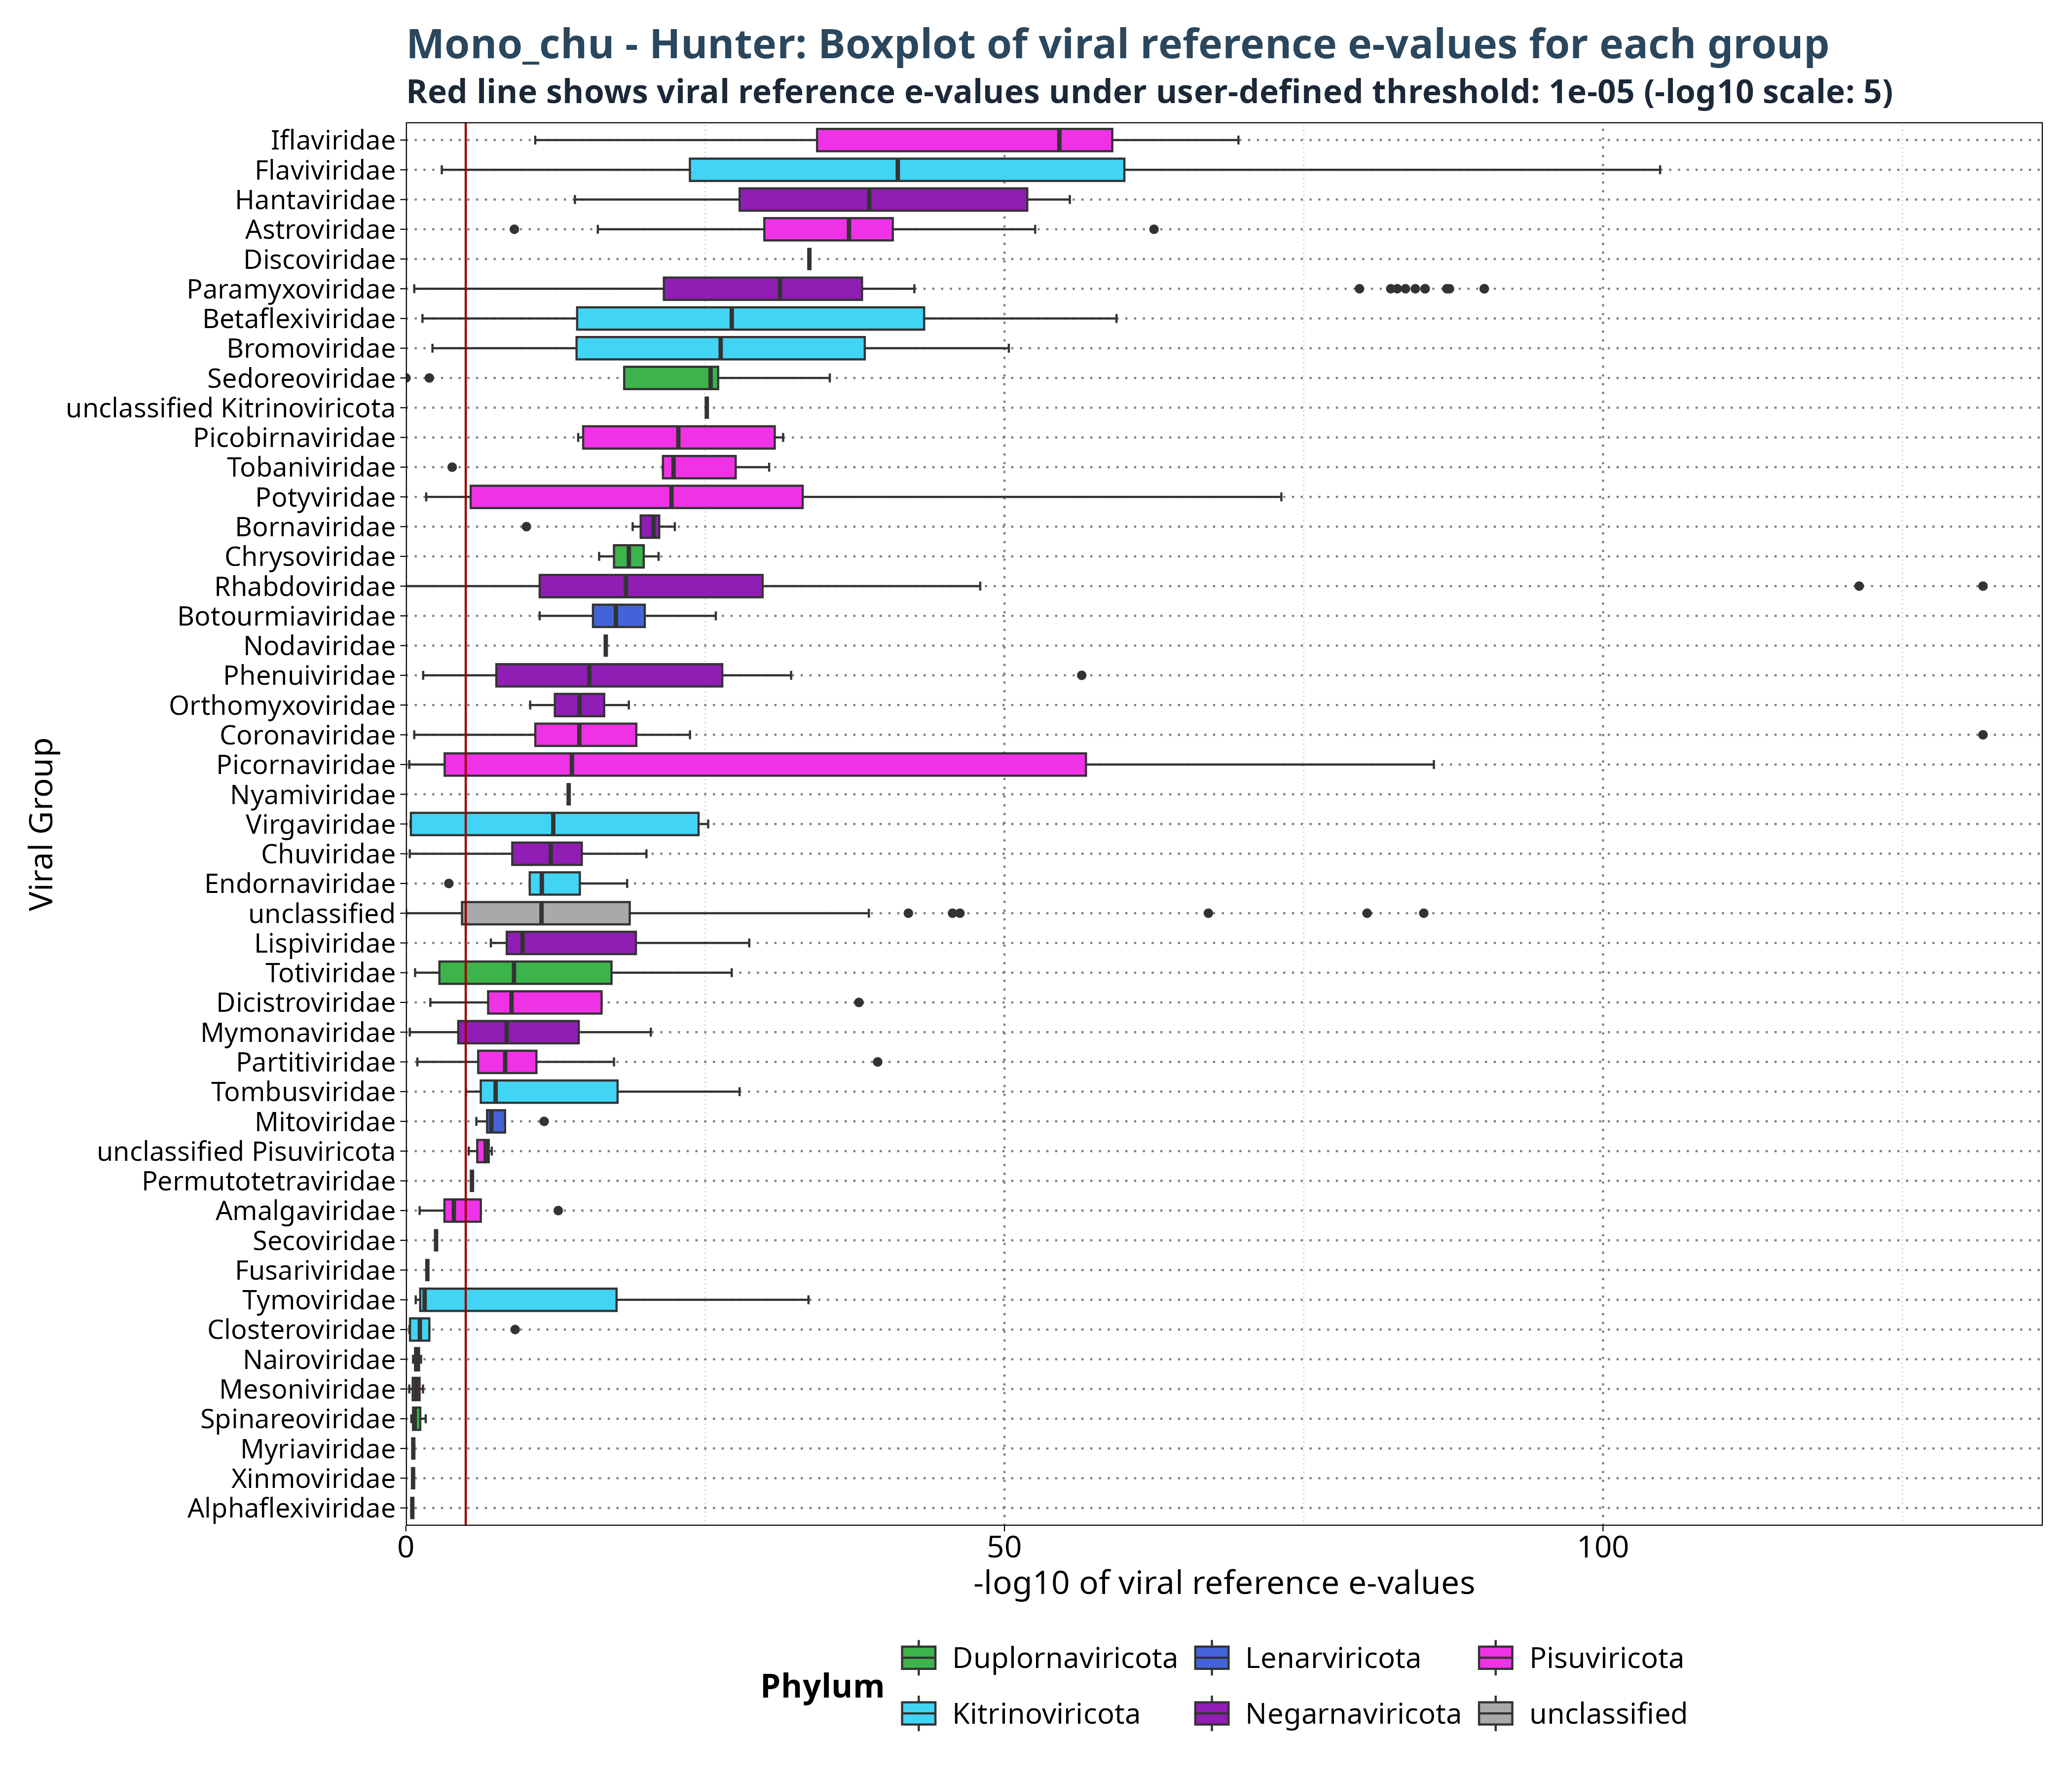 Mono_chu - Hunter: Boxplot of viral reference e-values for each group
Red line shows viral reference e-values under user-defined threshold: 1e-05 (-log10 scale: 5)
Viral Group
Iflaviridae
Flaviviridae
Hantaviridae
Astroviridae
Discoviridae
Paramyxoviridae
Betaflexiviridae
Bromoviridae
Sedoreoviridae
unclassified Kitrinoviricota
Picobirnaviridae
Tobaniviridae
Potyviridae
Bornaviridae
Chrysoviridae
Rhabdoviridae
Botourmiaviridae
Nodaviridae
Phenuiviridae
Orthomyxoviridae
Coronaviridae
Picornaviridae
Nyamiviridae
Virgaviridae
Chuviridae
Endornaviridae
unclassified
Lispiviridae
Totiviridae
Dicistroviridae
Mymonaviridae
Partitiviridae
Tombusviridae
Mitoviridae
unclassified Pisuviricota
Permutotetraviridae
Amalgaviridae
Secoviridae
Fusariviridae
Tymoviridae
Closteroviridae
Nairoviridae
Mesoniviridae
Spinareoviridae
Myriaviridae
Xinmoviridae
Alphaflexiviridae
0 50 100
-log10 of viral reference e-values
Phylum
Duplornaviricota Lenarviricota Pisuviricota
Kitrinoviricota Negarnaviricota unclassified